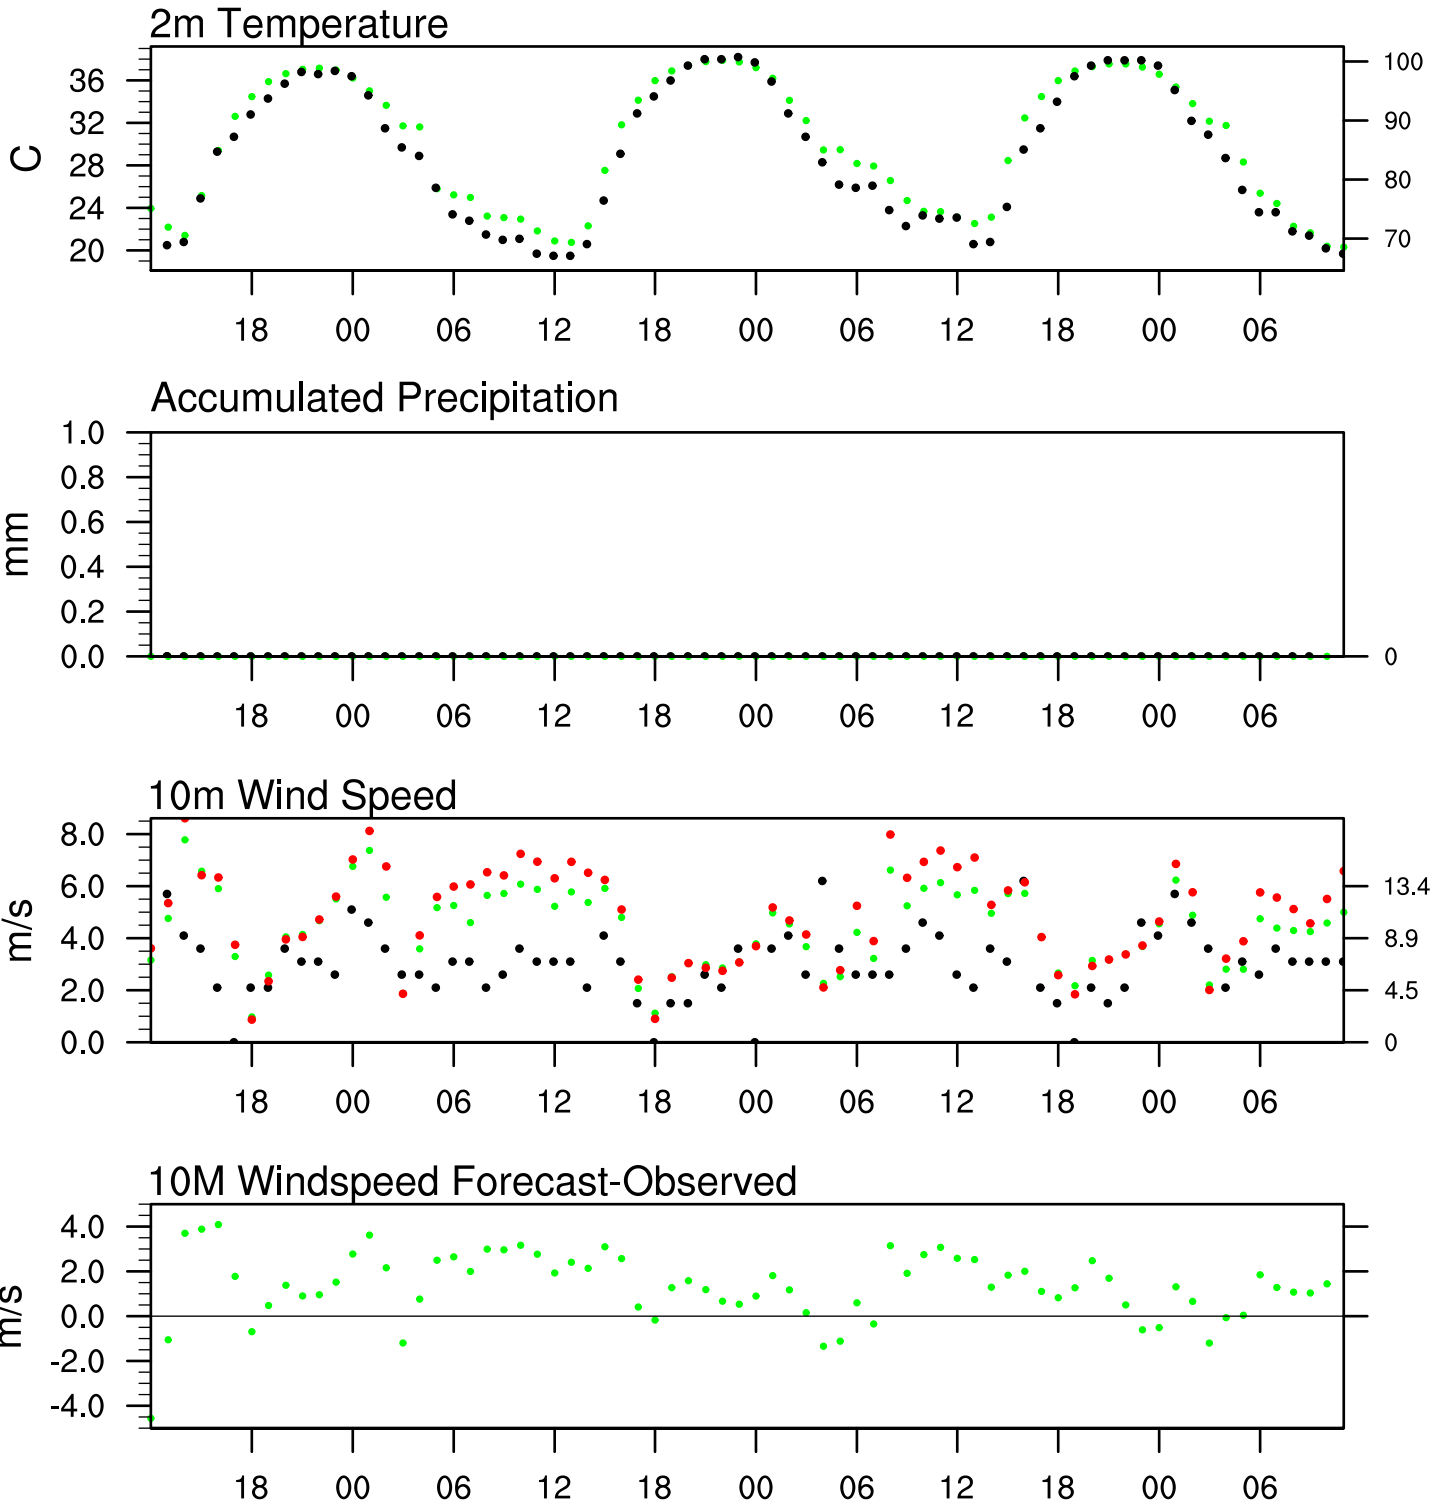 2m Temperature
36
32
28
24
20
C
100
90
80
70
18 00 06 12 18 00 06 12 18 00 06
Accumulated Precipitation
1.0
0.8
0.6
0.4
0.2
0.0
mm
0
18 00 06 12 18 00 06 12 18 00 06
10m Wind Speed
8.0
6.0
4.0
2.0
0.0
m/s
13.4
8.9
4.5
0
18 00 06 12 18 00 06 12 18 00 06
10M Windspeed Forecast-Observed
4.0
2.0
0.0
-2.0
-4.0
m/s
18 00 06 12 18 00 06 12 18 00 06